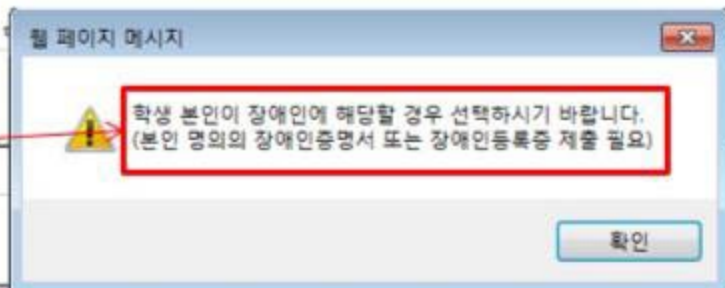 웹 페이지 메시지
학생 본인이 장애인에 해당할 경우 선택하시기 바랍니다.
(본인 명의의 장애인증명서 또는 장애인등록증 제출 필요)
확인